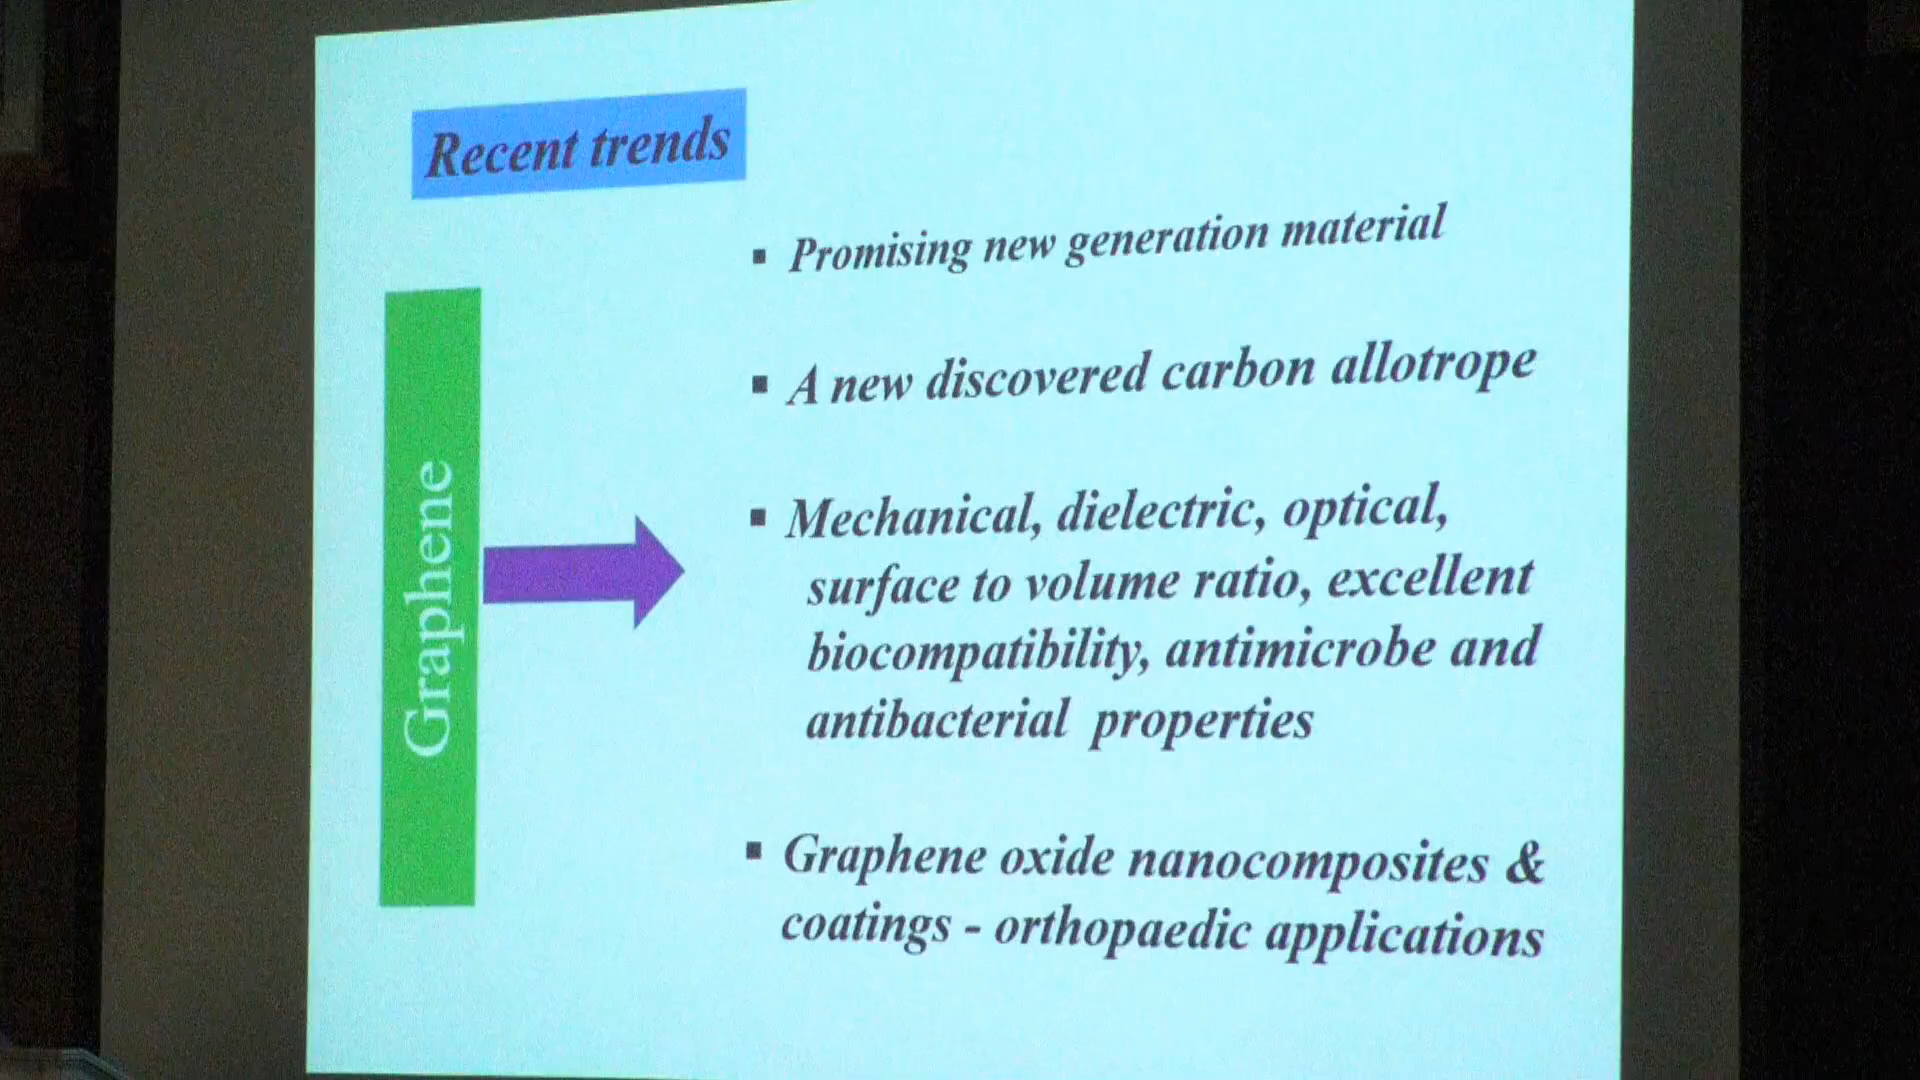 Recent trends
Graphene
▪ Promising new generation material
▪ A new discovered carbon allotrope
▪ Mechanical, dielectric, optical,
surface to volume ratio, excellent
biocompatibility, antimicrobe and
antibacterial properties
▪ Graphene oxide nanocomposites &
coatings - orthopaedic applications